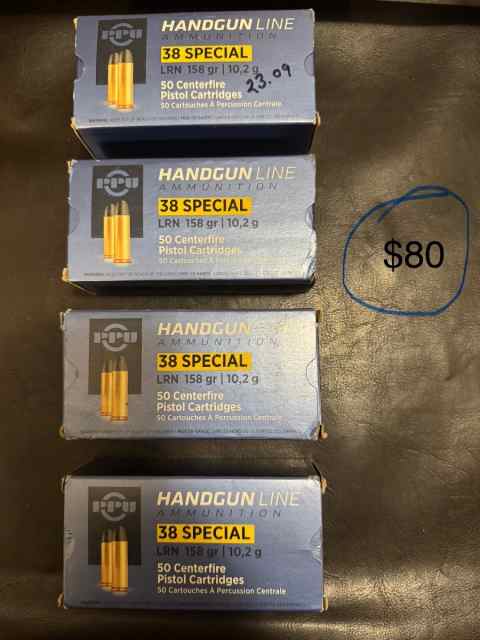 PPU
HANDGUN LINE
AMMUNITION
38 SPECIAL
LRN 158 gr | 10,2 g
23.09
50 Centerfire
Pistol Cartridges
50 Cartouches À Percussion Centrale
PPU
HANDGUN LINE
AMMUNITION
38 SPECIAL
LRN 158 gr | 10,2 g
50 Centerfire
Pistol Cartridges
50 Cartouches À Percussion Centrale
$80
PPU
HANDGUN LINE
AMMUNITION
38 SPECIAL
LRN 158 gr | 10,2 g
50 Centerfire
Pistol Cartridges
50 Cartouches À Percussion Centrale
PPU
HANDGUN LINE
AMMUNITION
38 SPECIAL
LRN 158 gr | 10,2 g
50 Centerfire
Pistol Cartridges
50 Cartouches À Percussion Centrale